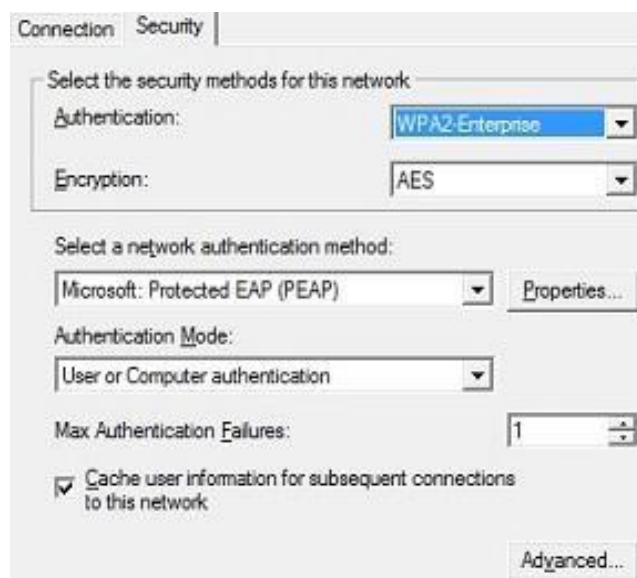 Connection Security
Select the security methods for this network
Authentication: WPA2-Enterprise
Encryption: AES
Select a network authentication method:
Microsoft: Protected EAP (PEAP) Properties...
Authentication Mode:
User or Computer authentication
Max Authentication Failures: 1
Cache user information for subsequent connections
to this network
Advanced...